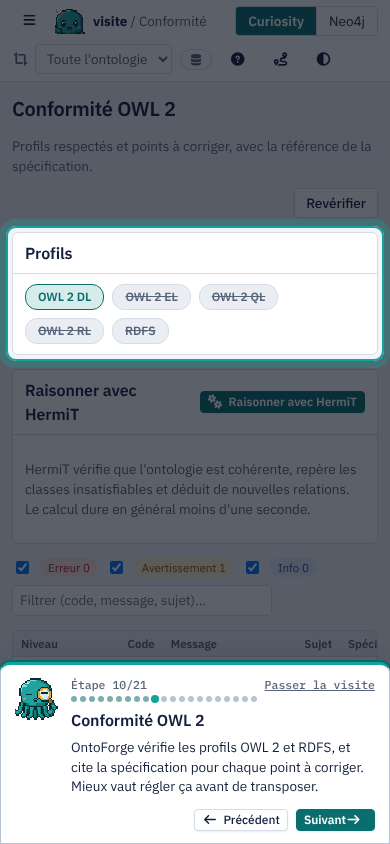 visite / Conformité
Curiosity
Neo4j
Toute l'ontologie
Conformité OWL 2
Profils respectés et points à corriger, avec la référence de la
spécification.
Revérifier
Profils
OWL 2 DL
OWL 2 EL
OWL 2 QL
OWL 2 RL
RDFS
Raisonner avec
HermiT
Raisonner avec HermiT
HermiT vérifie que l'ontologie est cohérente, repère les
classes insatisfiables et déduit de nouvelles relations.
Le calcul dure en général moins d'une seconde.
Erreur 0
Avertissement 1
Info 0
Filtrer (code, message, sujet)...
Niveau Code Message Sujet Spéci
Étape 10/21
Passer la visite
Conformité OWL 2
OntoForge vérifie les profils OWL 2 et RDFS, et
cite la spécification pour chaque point à corriger.
Mieux vaut régler ça avant de transposer.
← Précédent
Suivant→